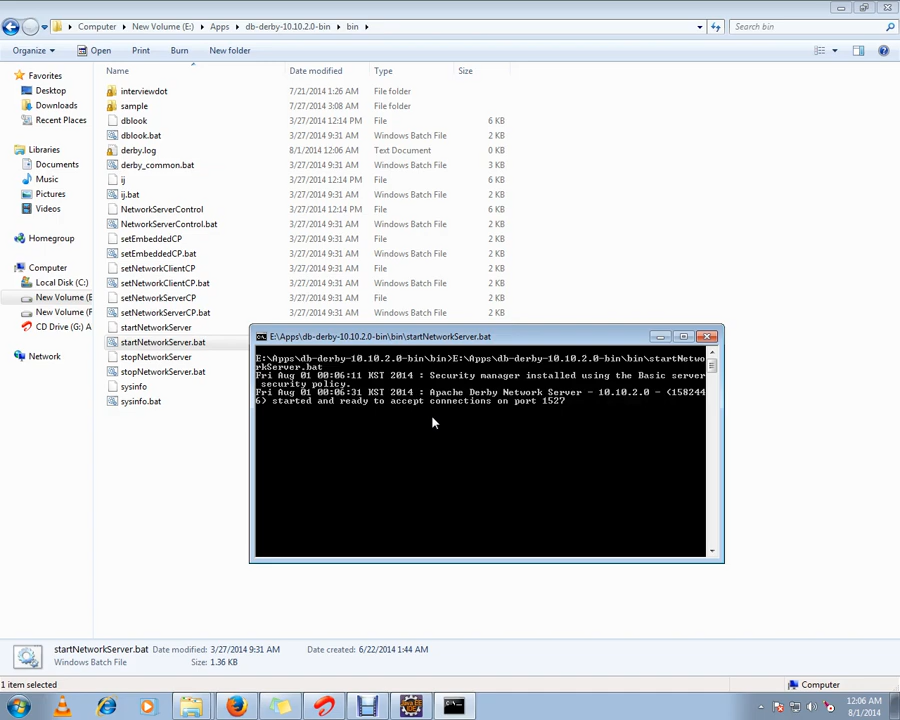 Computer ▸ New Volume (E:) ▸ Apps ▸ db-derby-10.10.2.0-bin ▸ bin ▸
Search bin
Organize Open Print Burn New folder
Name Date modified Type Size
Favorites
Desktop
Downloads
Recent Places
Libraries
Documents
Music
Pictures
Videos
Homegroup
Computer
Local Disk (C:)
New Volume (E
New Volume (F
CD Drive (G:) A
Network
interviewdot 7/21/2014 1:26 AM File folder
sample 7/27/2014 3:08 AM File folder
dblook 3/27/2014 12:14 PM File 6 KB
dblook.bat 3/27/2014 9:31 AM Windows Batch File 2 KB
derby.log 8/1/2014 12:06 AM Text Document 0 KB
derby_common.bat 3/27/2014 9:31 AM Windows Batch File 3 KB
ij 3/27/2014 12:14 PM File 6 KB
ij.bat 3/27/2014 9:31 AM Windows Batch File 2 KB
NetworkServerControl 3/27/2014 12:14 PM File 6 KB
NetworkServerControl.bat 3/27/2014 9:31 AM Windows Batch File 2 KB
setEmbeddedCP 3/27/2014 9:31 AM File 2 KB
setEmbeddedCP.bat 3/27/2014 9:31 AM Windows Batch File 2 KB
setNetworkClientCP 3/27/2014 9:31 AM File 2 KB
setNetworkClientCP.bat 3/27/2014 9:31 AM Windows Batch File 2 KB
setNetworkServerCP 3/27/2014 9:31 AM File 2 KB
setNetworkServerCP.bat 3/27/2014 9:31 AM Windows Batch File 2 KB
startNetworkServer
startNetworkServer.bat
stopNetworkServer
stopNetworkServer.bat
sysinfo
sysinfo.bat
E:\Apps\db-derby-10.10.2.0-bin\bin\startNetworkServer.bat
E:\Apps\db-derby-10.10.2.0-bin\bin>E:\Apps\db-derby-10.10.2.0-bin\bin\startNetwo
rkServer.bat
Fri Aug 01 00:06:11 KST 2014 : Security manager installed using the Basic server
security policy.
Fri Aug 01 00:06:31 KST 2014 : Apache Derby Network Server - 10.10.2.0 - (158244
6) started and ready to accept connections on port 1527
startNetworkServer.bat Date modified: 3/27/2014 9:31 AM Date created: 6/22/2014 1:44 AM
Windows Batch File Size: 1.36 KB
1 item selected
Computer
12:06 AM
8/1/2014